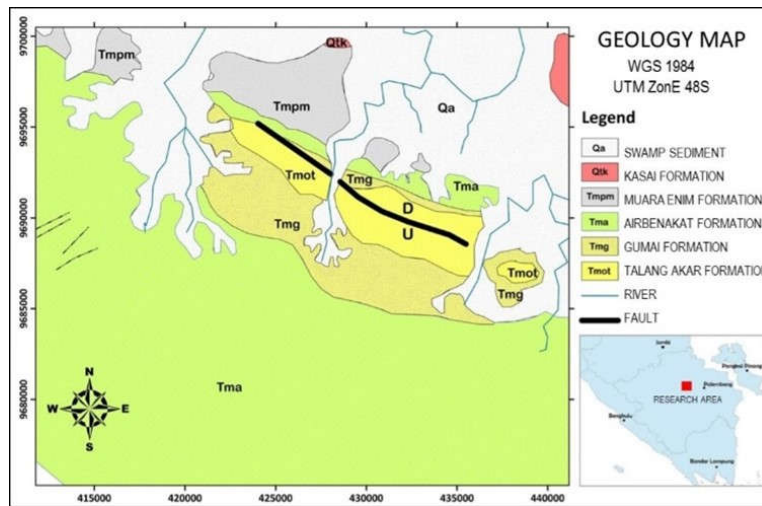 GEOLOGY MAP
WGS 1984
UTM ZonE 48S
Legend
Qa SWAMP SEDIMENT
Qtk KASAI FORMATION
Tmpm MUARA ENIM FORMATION
Tma AIRBENAKAT FORMATION
Tmg GUMAI FORMATION
Tmot TALANG AKAR FORMATION
RIVER
FAULT
Qtk
Tmpm
Tmpm
Qa
Tmot
Tmg
Tma
D
U
Tmg
Tmot
Tmg
Tma
N
W E
S
9700000
9695000
9690000
9685000
9680000
415000 420000 425000 430000 435000 440000
Jambi
Pangkal Pinang
Palembang
RESEARCH AREA
Bengkulu
Bandar Lampung